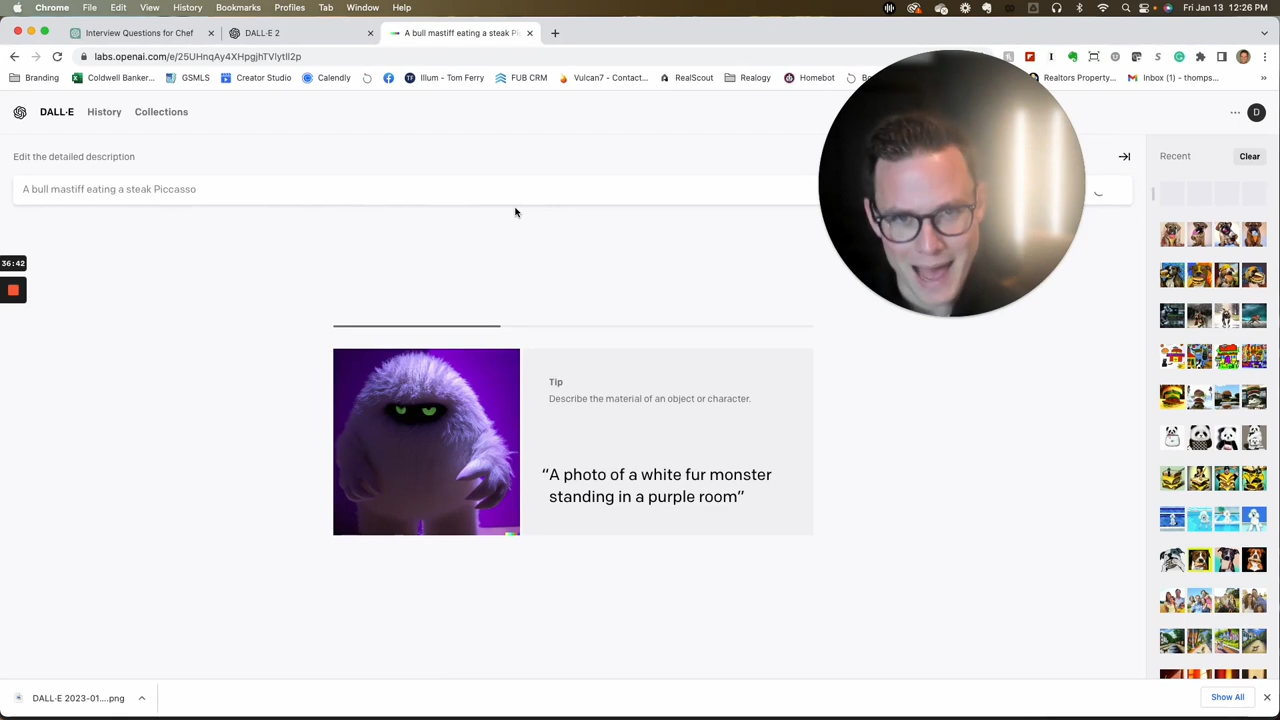 Chrome File Edit View History Bookmarks Profiles Tab Window Help Fri Jan 13 12:26 PM
Interview Questions for Chef DALL·E 2 A bull mastiff eating a steak Pi
labs.openai.com/e/25UHnqAy4XHpgjhTVlytIl2p
Branding Coldwell Banker... GSMLS Creator Studio Calendly Illum - Tom Ferry FUB CRM Vulcan7 - Contact... RealScout Realogy Homebot Bo Realtors Property... Inbox (1) - thomps... »
DALL·E History Collections ··· D
Edit the detailed description
Recent Clear
A bull mastiff eating a steak Piccasso
36:42
Tip
Describe the material of an object or character.
“A photo of a white fur monster
standing in a purple room”
DALL·E 2023-01....png Show All